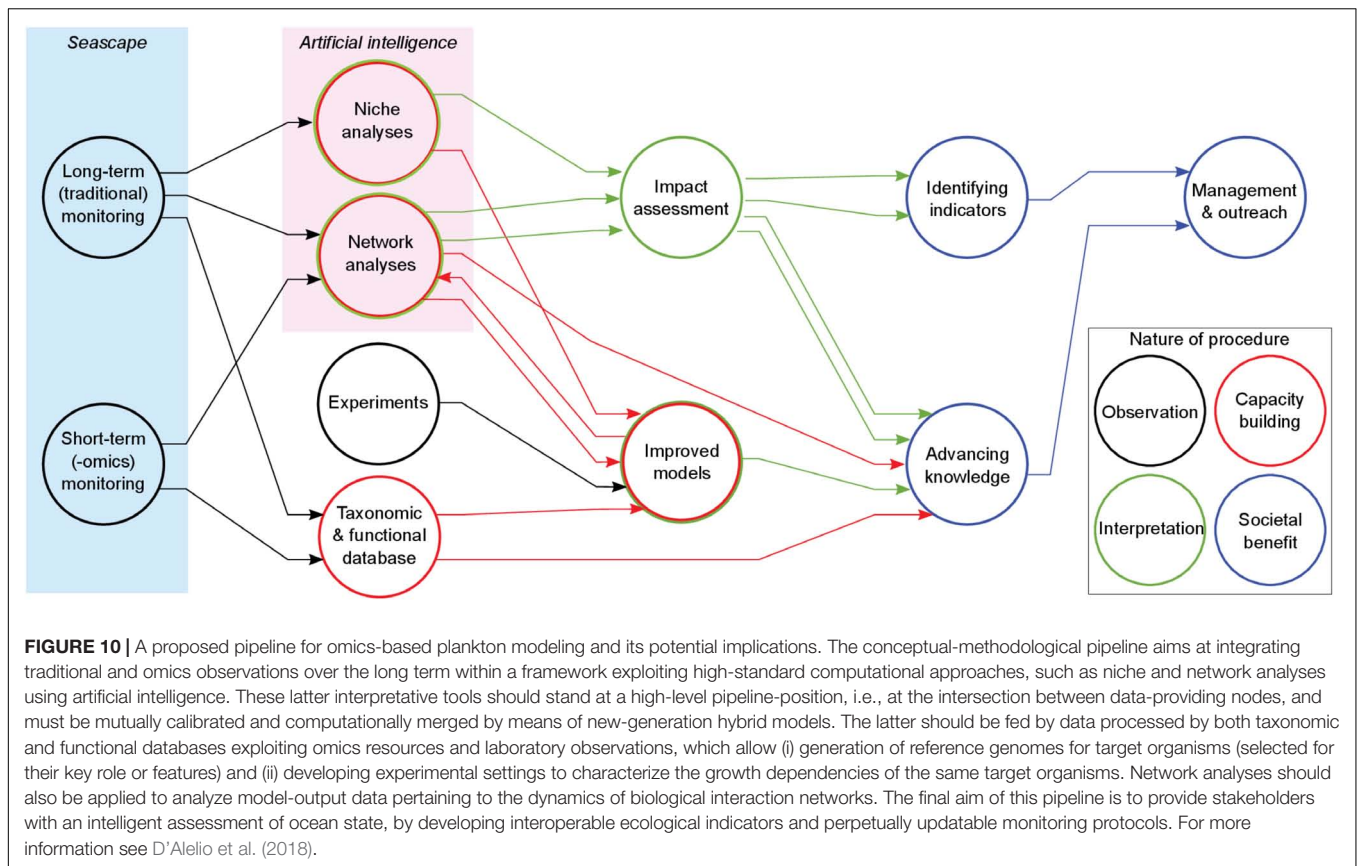 Seascape
Artificial intelligence
Niche
analyses
Long-term
(traditional)
monitoring
Impact
assessment
Identifying
indicators
Management
& outreach
Network
analyses
Experiments
Short-term
(-omics)
monitoring
Improved
models
Advancing
knowledge
Taxonomic
& functional
database
Nature of procedure
Observation
Capacity
building
Interpretation
Societal
benefit
FIGURE 10 | A proposed pipeline for omics-based plankton modeling and its potential implications. The conceptual-methodological pipeline aims at integrating
traditional and omics observations over the long term within a framework exploiting high-standard computational approaches, such as niche and network analyses
using artificial intelligence. These latter interpretative tools should stand at a high-level pipeline-position, i.e., at the intersection between data-providing nodes, and
must be mutually calibrated and computationally merged by means of new-generation hybrid models. The latter should be fed by data processed by both taxonomic
and functional databases exploiting omics resources and laboratory observations, which allow (i) generation of reference genomes for target organisms (selected for
their key role or features) and (ii) developing experimental settings to characterize the growth dependencies of the same target organisms. Network analyses should
also be applied to analyze model-output data pertaining to the dynamics of biological interaction networks. The final aim of this pipeline is to provide stakeholders
with an intelligent assessment of ocean state, by developing interoperable ecological indicators and perpetually updatable monitoring protocols. For more
information see D'Alelio et al. (2018).